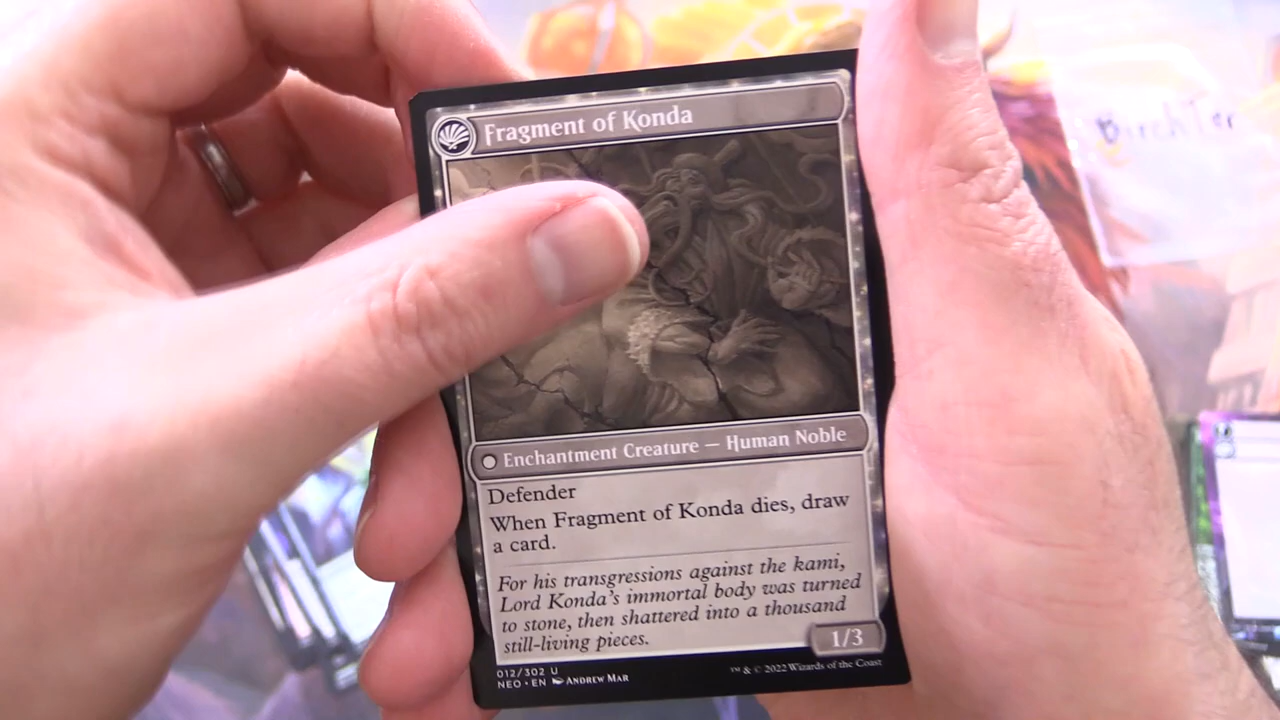 Fragment of Konda
Enchantment Creature — Human Noble
Defender
When Fragment of Konda dies, draw
a card.
For his transgressions against the kami,
Lord Konda's immortal body was turned
to stone, then shattered into a thousand
still-living pieces.
1/3
012/302 U
NEO • EN Andrew Mar
™ & © 2022 Wizards of the Coast